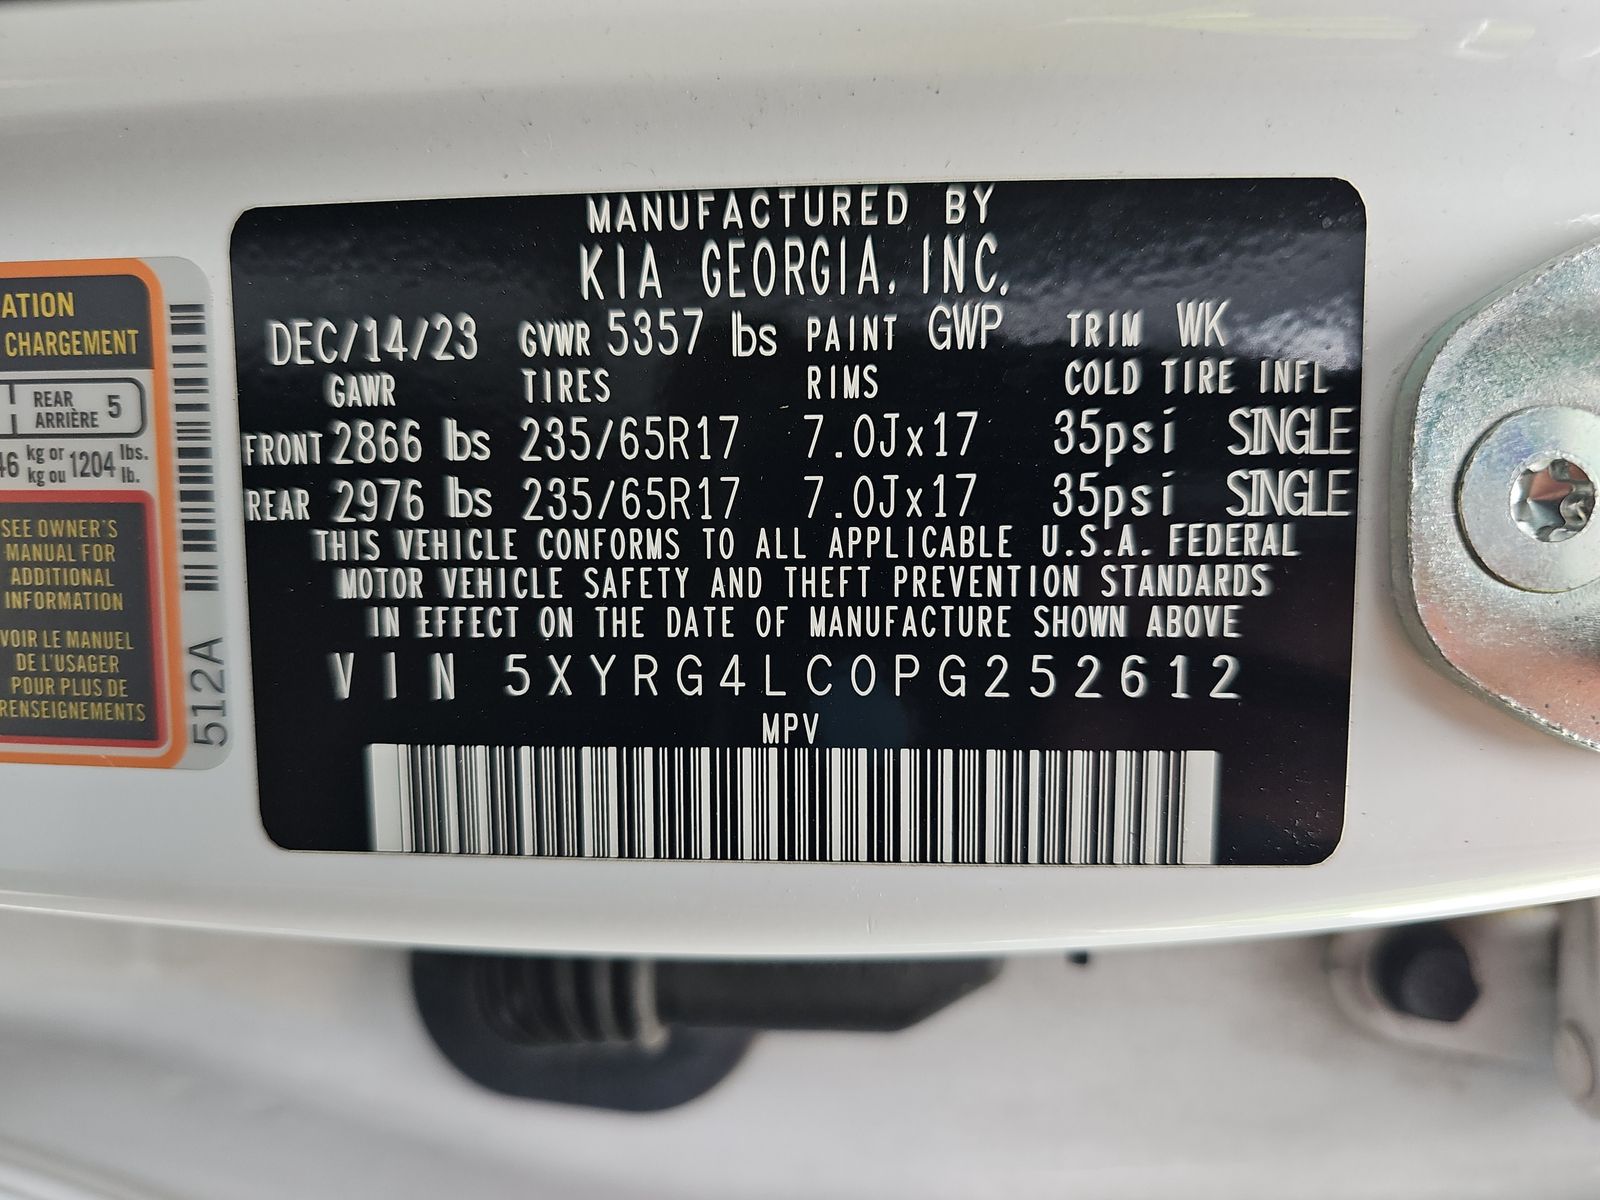 ATION
CHARGEMENT
REAR
ARRIÈRE 5
46 kg or 1204 lbs.
kg ou lb.
SEE OWNER'S
MANUAL FOR
ADDITIONAL
INFORMATION
VOIR LE MANUEL
DE L'USAGER
POUR PLUS DE
RENSEIGNEMENTS
512A
MANUFACTURED BY
KIA GEORGIA, INC.
DEC/14/23 GVWR 5357 lbs PAINT GWP TRIM WK
GAWR TIRES RIMS COLD TIRE INFL
FRONT 2866 lbs 235/65R17 7.0Jx17 35psi SINGLE
REAR 2976 lbs 235/65R17 7.0Jx17 35psi SINGLE
THIS VEHICLE CONFORMS TO ALL APPLICABLE U.S.A. FEDERAL
MOTOR VEHICLE SAFETY AND THEFT PREVENTION STANDARDS
IN EFFECT ON THE DATE OF MANUFACTURE SHOWN ABOVE
VIN 5XYRG4LC0PG252612
MPV